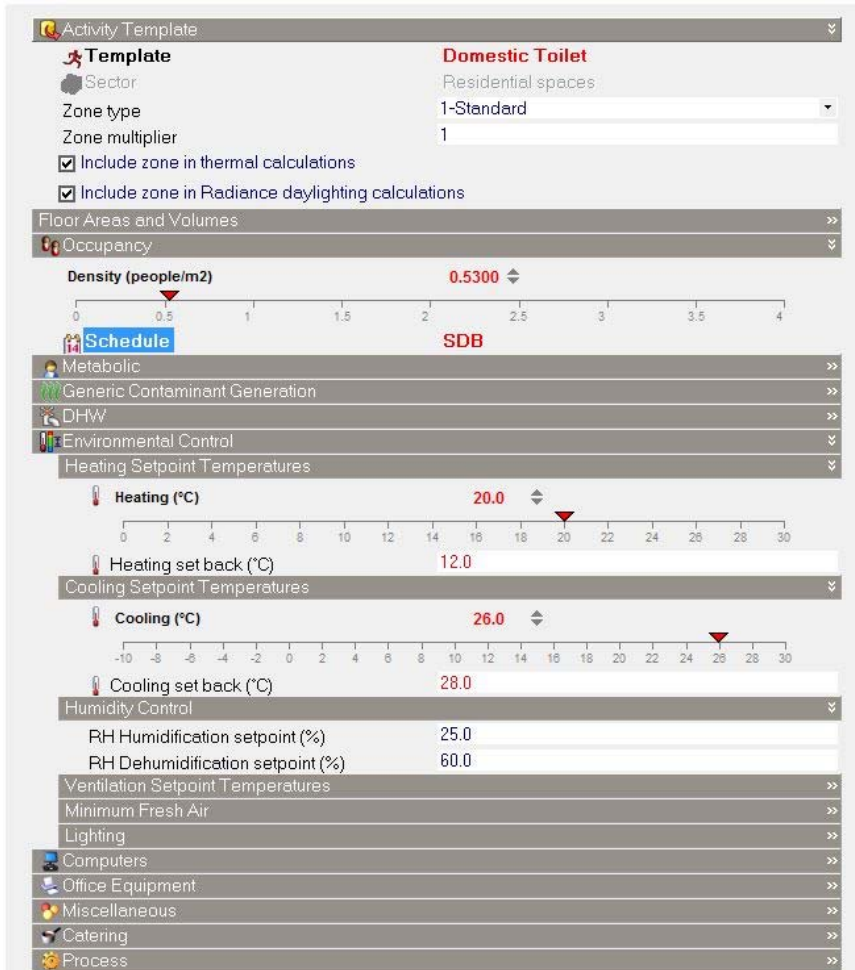 Activity Template
Template Domestic Toilet
Sector Residential spaces
Zone type 1-Standard
Zone multiplier 1
Include zone in thermal calculations
Include zone in Radiance daylighting calculations
Floor Areas and Volumes
Occupancy
Density (people/m2) 0.5300
0 0.5 1 1.5 2 2.5 3 3.5 4
14 Schedule SDB
Metabolic
Generic Contaminant Generation
DHW
Environmental Control
Heating Setpoint Temperatures
Heating (°C) 20.0
0 2 4 6 8 10 12 14 16 18 20 22 24 26 28 30
Heating set back (°C) 12.0
Cooling Setpoint Temperatures
Cooling (°C) 26.0
-10 -8 -6 -4 -2 0 2 4 6 8 10 12 14 16 18 20 22 24 26 28 30
Cooling set back (°C) 28.0
Humidity Control
RH Humidification setpoint (%) 25.0
RH Dehumidification setpoint (%) 60.0
Ventilation Setpoint Temperatures
Minimum Fresh Air
Lighting
Computers
Office Equipment
Miscellaneous
Catering
Process